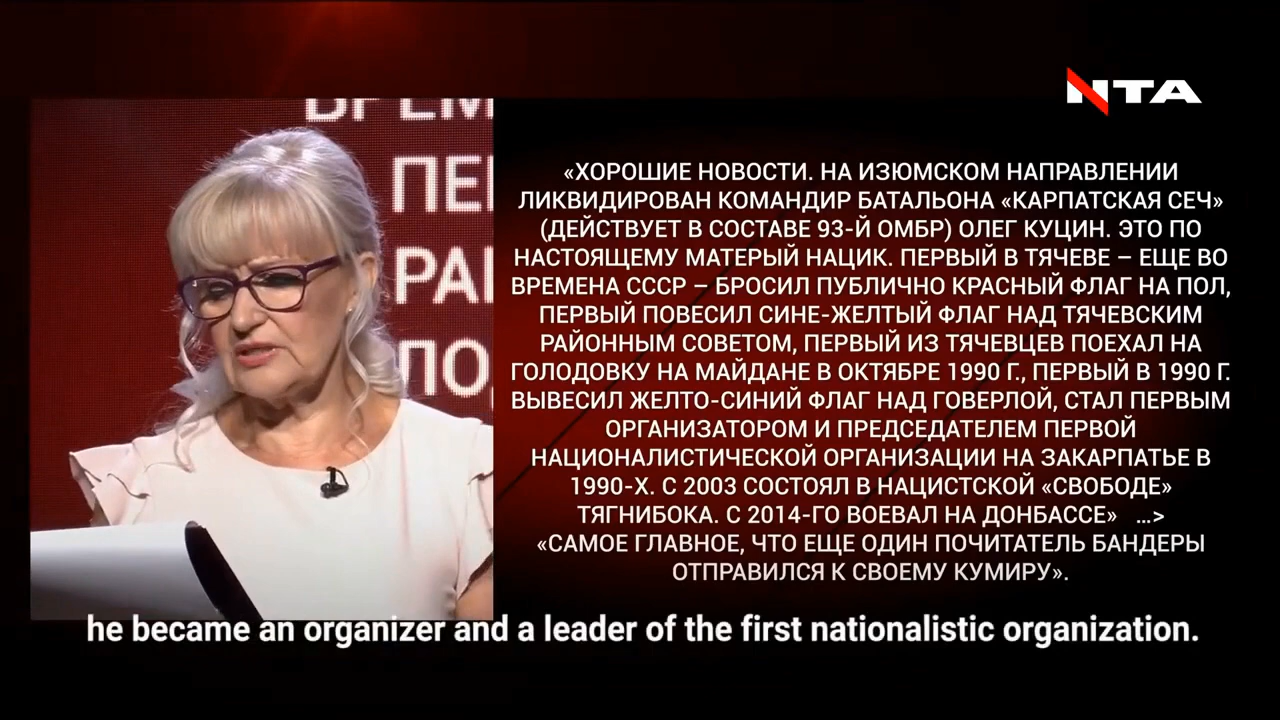 NTA
ВРЕМ
ПЕР
РАЙ
ПО
«ХОРОШИЕ НОВОСТИ. НА ИЗЮМСКОМ НАПРАВЛЕНИИ
ЛИКВИДИРОВАН КОМАНДИР БАТАЛЬОНА «КАРПАТСКАЯ СЕЧ»
(ДЕЙСТВУЕТ В СОСТАВЕ 93-Й ОМБР) ОЛЕГ КУЦИН. ЭТО ПО
НАСТОЯЩЕМУ МАТЕРЫЙ НАЦИК. ПЕРВЫЙ В ТЯЧЕВЕ – ЕЩЕ ВО
ВРЕМЕНА СССР – БРОСИЛ ПУБЛИЧНО КРАСНЫЙ ФЛАГ НА ПОЛ,
ПЕРВЫЙ ПОВЕСИЛ СИНЕ-ЖЕЛТЫЙ ФЛАГ НАД ТЯЧЕВСКИМ
РАЙОННЫМ СОВЕТОМ, ПЕРВЫЙ ИЗ ТЯЧЕВЦЕВ ПОЕХАЛ НА
ГОЛОДОВКУ НА МАЙДАНЕ В ОКТЯБРЕ 1990 Г., ПЕРВЫЙ В 1990 Г.
ВЫВЕСИЛ ЖЕЛТО-СИНИЙ ФЛАГ НАД ГОВЕРЛОЙ, СТАЛ ПЕРВЫМ
ОРГАНИЗАТОРОМ И ПРЕДСЕДАТЕЛЕМ ПЕРВОЙ
НАЦИОНАЛИСТИЧЕСКОЙ ОРГАНИЗАЦИИ НА ЗАКАРПАТЬЕ В
1990-Х. С 2003 СОСТОЯЛ В НАЦИСТСКОЙ «СВОБОДЕ»
ТЯГНИБОКА. С 2014-ГО ВОЕВАЛ НА ДОНБАССЕ» ...>
«САМОЕ ГЛАВНОЕ, ЧТО ЕЩЕ ОДИН ПОЧИТАТЕЛЬ БАНДЕРЫ
ОТПРАВИЛСЯ К СВОЕМУ КУМИРУ».
he became an organizer and a leader of the first nationalistic organization.